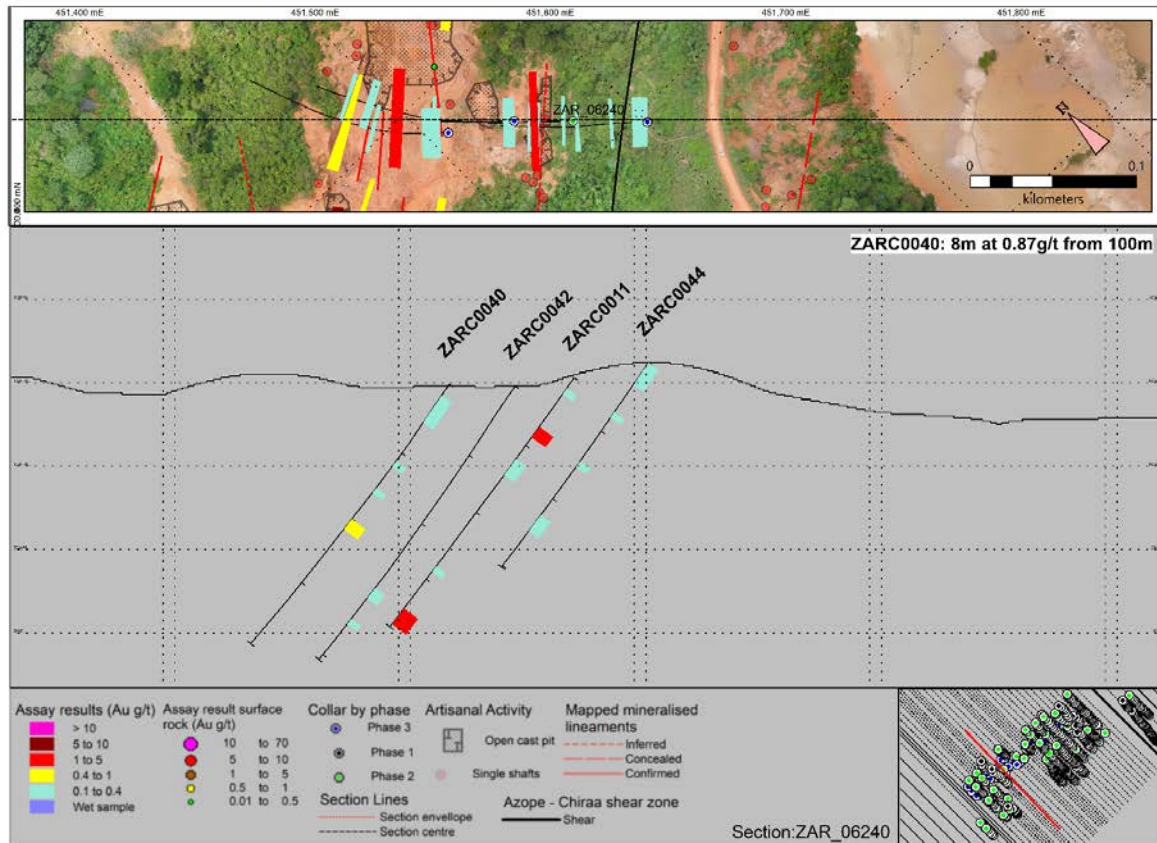 451,400 mE 451,500 mE 451,600 mE 451,700 mE 451,800 mE
ZAR_06240
N
0 0.1
kilometers
ZARC0040: 8m at 0.87g/t from 100m
ZARC0040
ZARC0042
ZARC0011
ZARC0044
Assay results (Au g/t)
> 10
5 to 10
1 to 5
0.4 to 1
0.1 to 0.4
Wet sample
Assay result surface
rock (Au g/t)
10 to 70
5 to 10
1 to 5
0.5 to 1
0.01 to 0.5
Collar by phase
Phase 3
Phase 1
Phase 2
Section Lines
Section envelope
Section centre
Artisanal Activity
Open cast pit
Single shafts
Azope - Chiraa shear zone
Shear
Mapped mineralised
lineaments
Inferred
Concealed
Confirmed
Section:ZAR_06240